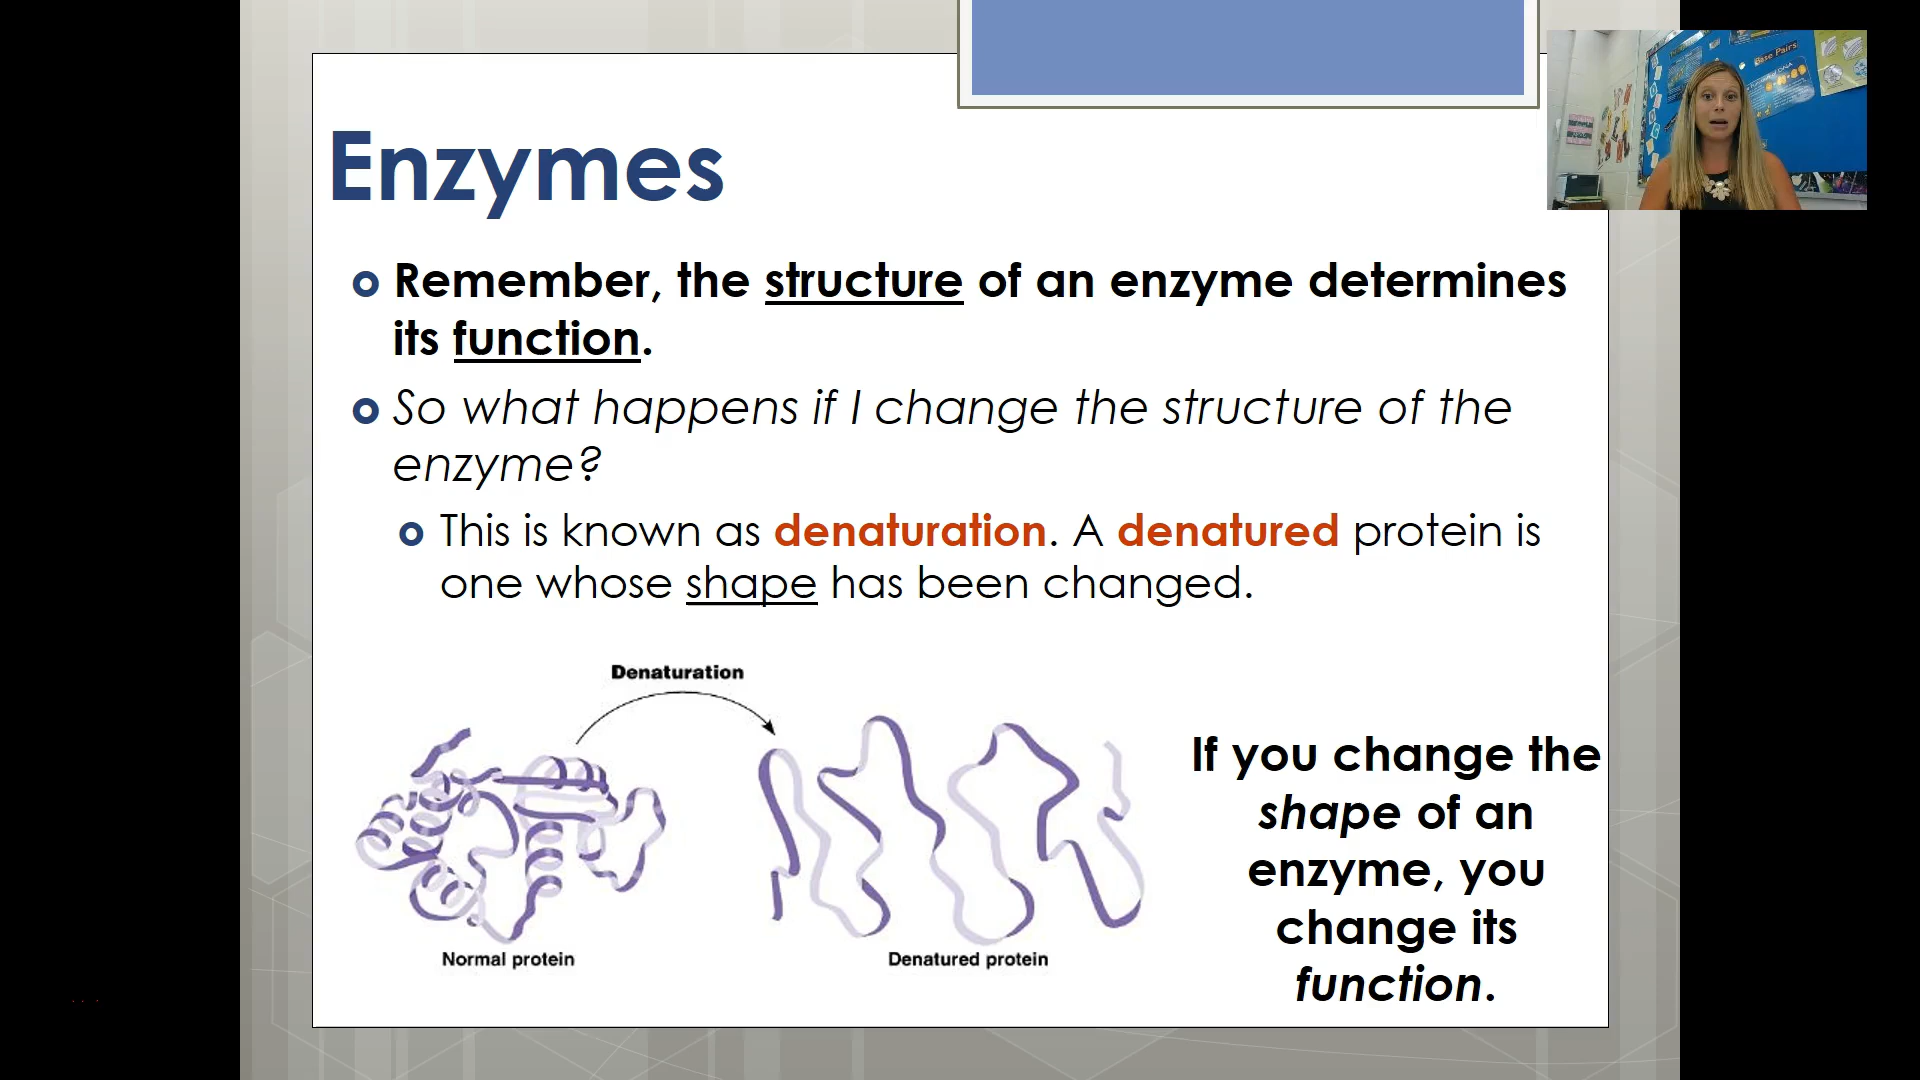 Enzymes
Remember, the structure of an enzyme determines
its function.
So what happens if I change the structure of the
enzyme?
This is known as denaturation. A denatured protein is
one whose shape has been changed.
Denaturation
Normal protein
Denatured protein
If you change the
shape of an
enzyme, you
change its
function.
Base Pairs